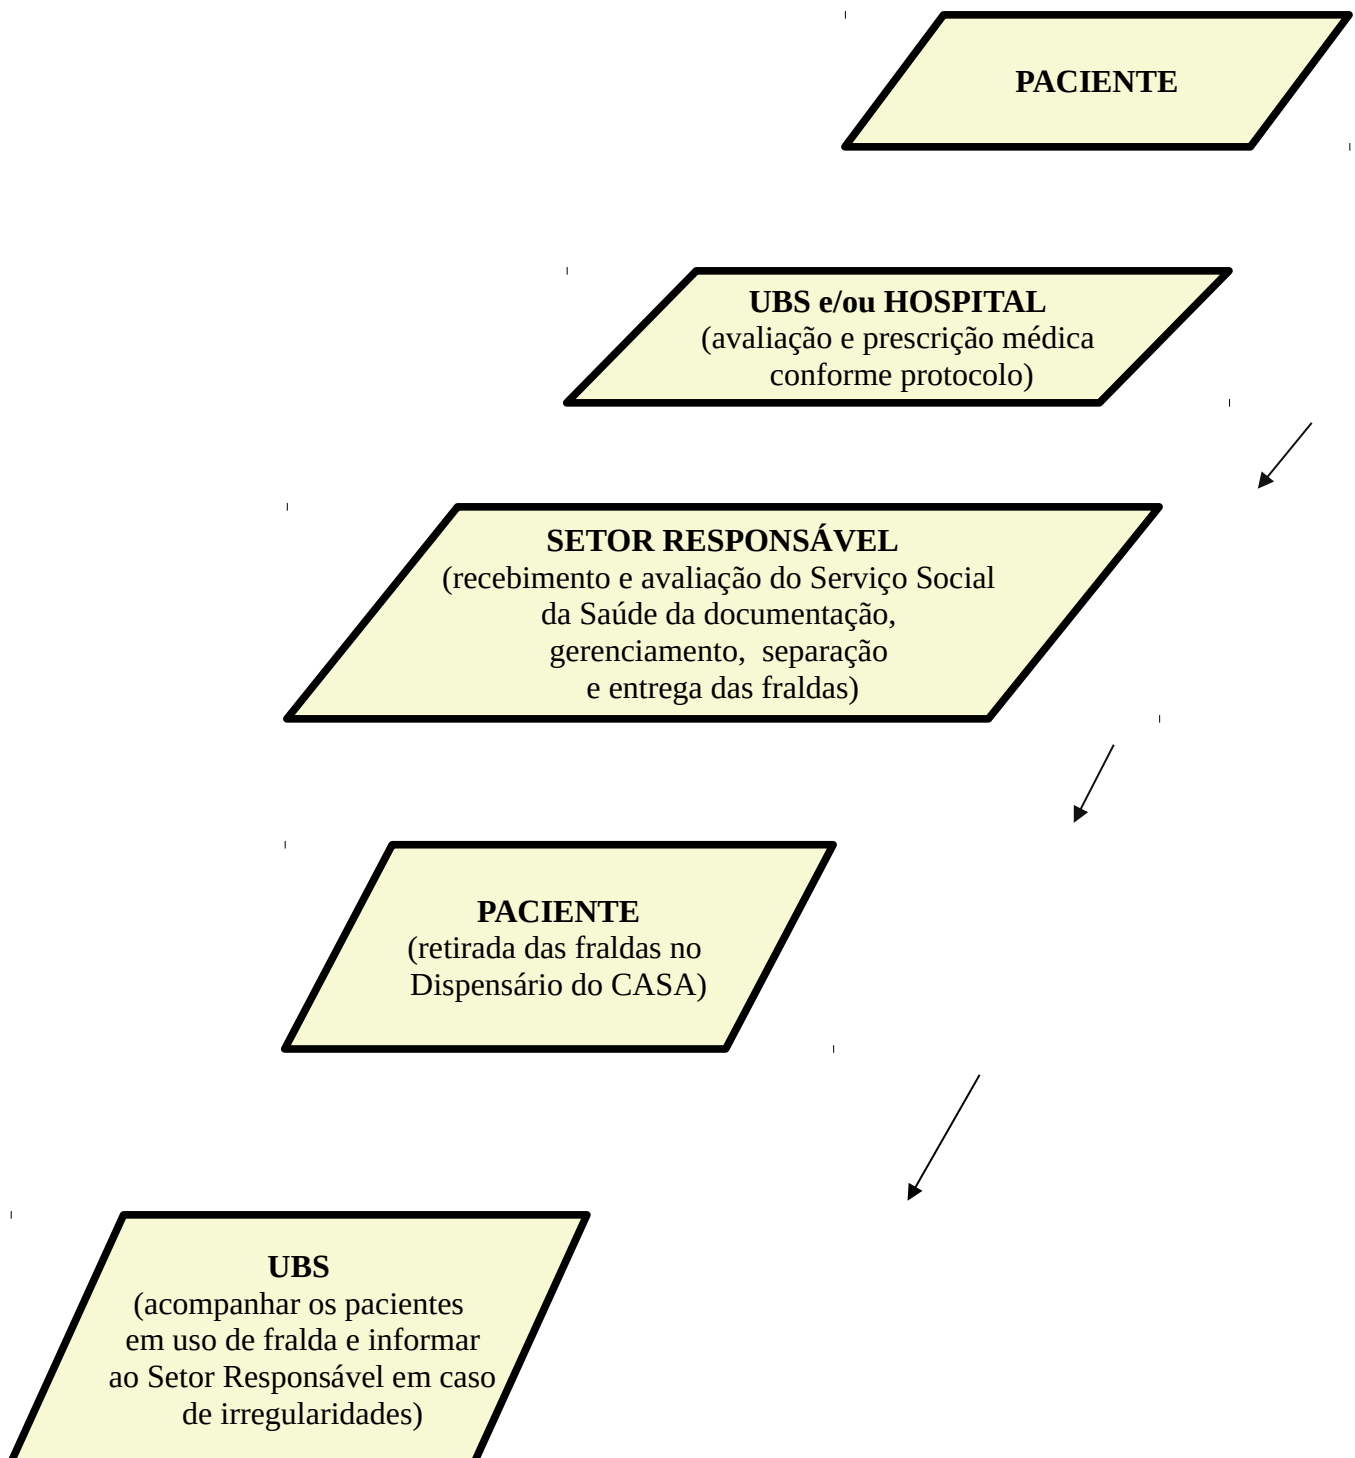 PACIENTE
UBS e/ou HOSPITAL
(avaliação e prescrição médica
conforme protocolo)
SETOR RESPONSÁVEL
(recebimento e avaliação do Serviço Social
da Saúde da documentação,
gerenciamento,  separação
e entrega das fraldas)
PACIENTE
(retirada das fraldas no
Dispensário do CASA)
UBS
(acompanhar os pacientes
em uso de fralda e informar
ao Setor Responsável em caso
de irregularidades)